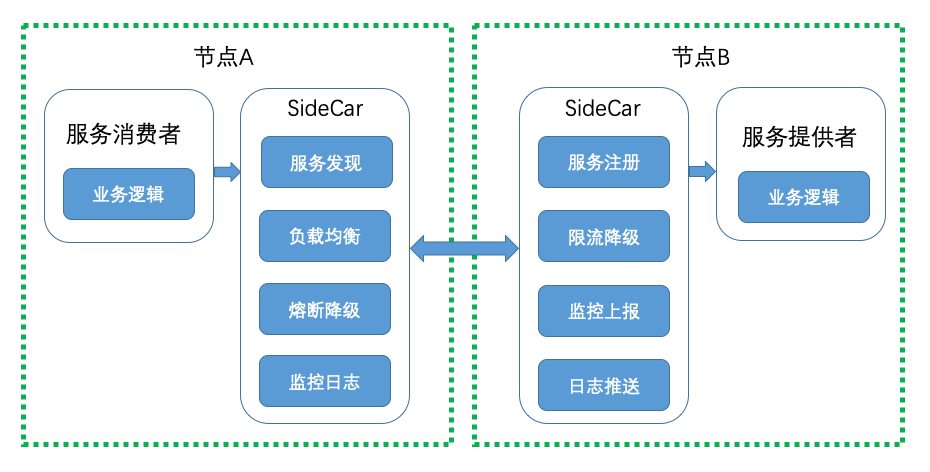 节点A
服务消费者
业务逻辑
SideCar
服务发现
负载均衡
熔断降级
监控日志
节点B
SideCar
服务注册
限流降级
监控上报
日志推送
服务提供者
业务逻辑